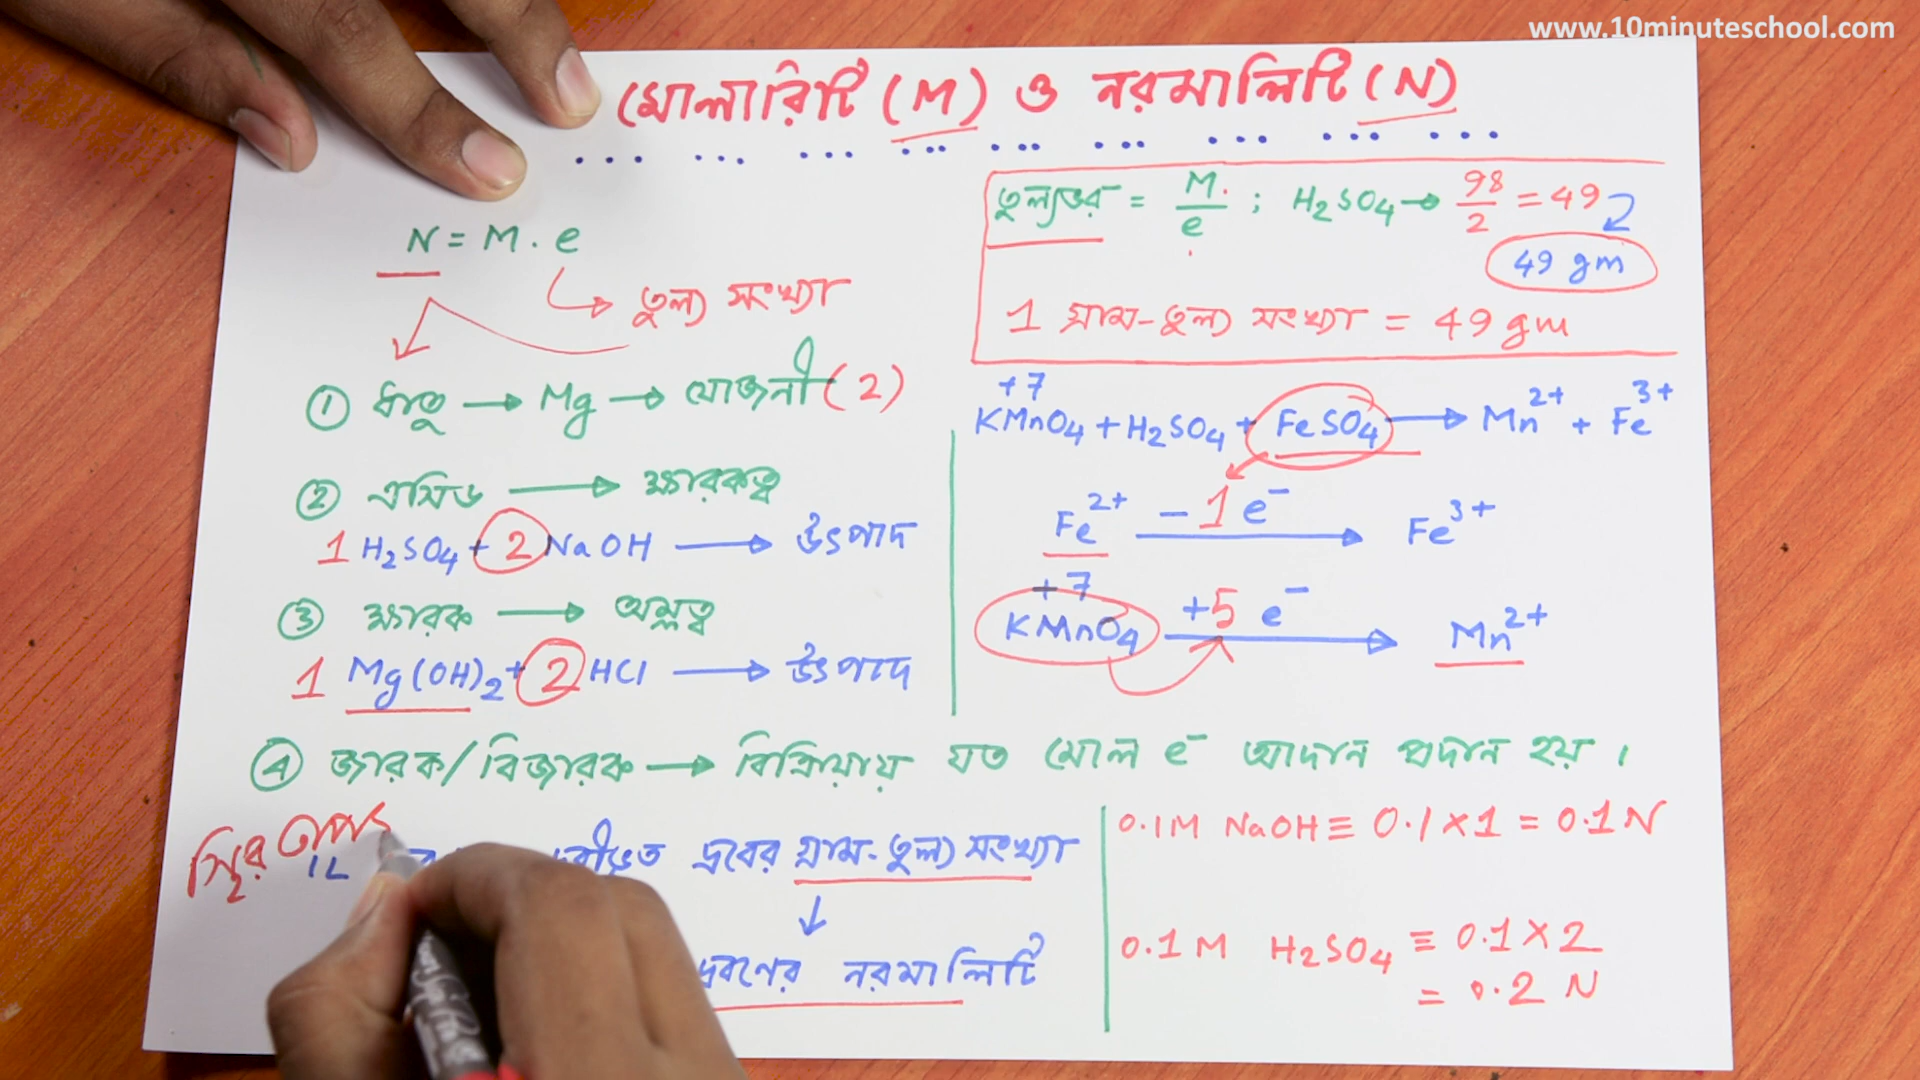 www.10minuteschool.com
মোলারিটি (M) ও নরমালিটি (N)
N = M . e
তুল্য সংখ্যা
① ধাতু → Mg → যোজনী (2)
② এসিড → ক্ষারকত্ব
1 H₂SO₄ + 2 NaOH → উৎপাদ
③ ক্ষারক → অম্লত্ব
1 Mg(OH)₂ + 2 HCl → উৎপাদ
তুল্যভর = M/e ; H₂SO₄ → 98/2 = 49
49 gm
1 গ্রাম-তুল্য সংখ্যা = 49 gm
+7
KMnO₄ + H₂SO₄ + FeSO₄ → Mn²⁺ + Fe³⁺
Fe²⁺ - 1 e⁻ → Fe³⁺
+7
KMnO₄ +5 e⁻ → Mn²⁺
④ জারক/বিজারক → বিক্রিয়ায় যত মোল e⁻ আদান প্রদান হয়।
স্থির তাপ
1L দ্রবের গ্রাম-তুল্য সংখ্যা
↓
দ্রবণের নরমালিটি
0.1M NaOH ≡ 0.1 × 1 = 0.1 N
0.1 M H₂SO₄ ≡ 0.1 × 2
= 0.2 N